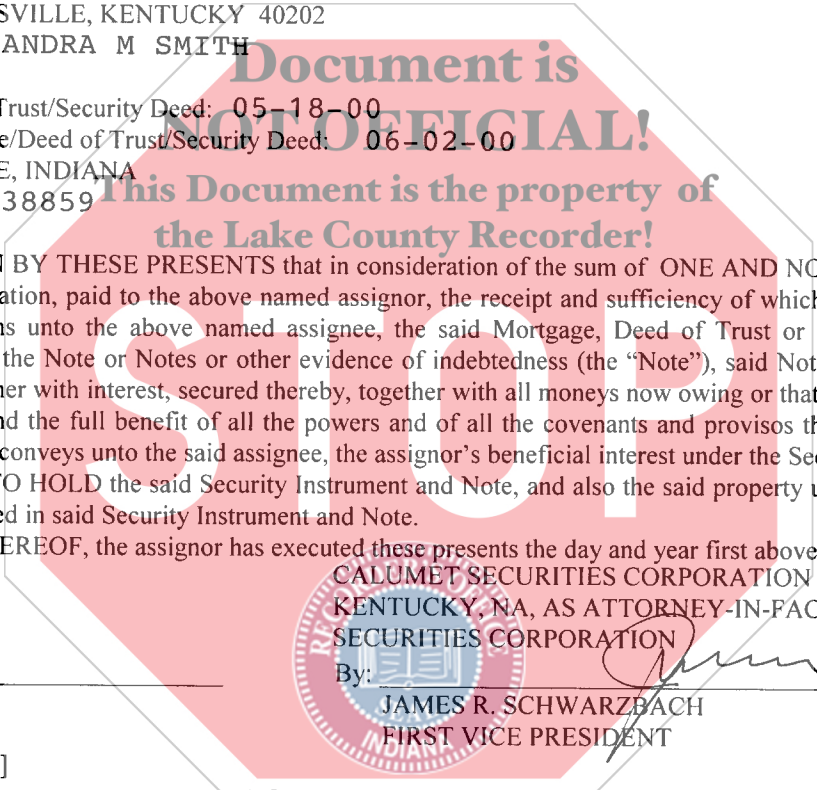 SVILLE, KENTUCKY 40202
ANDRA M SMITH
Document is
Trust/Security Deed: 05-18-00
NOT OFFICIAL!
e/Deed of Trust/Security Deed: 06-02-00
E, INDIANA
This Document is the property of
38859
the Lake County Recorder!
BY THESE PRESENTS that in consideration of the sum of ONE AND NO
ation, paid to the above named assignor, the receipt and sufficiency of which
ns unto the above named assignee, the said Mortgage, Deed of Trust or
the Note or Notes or other evidence of indebtedness (the “Note”), said Not
her with interest, secured thereby, together with all moneys now owing or that
STOP
nd the full benefit of all the powers and of all the covenants and provisos th
conveys unto the said assignee, the assignor’s beneficial interest under the Sec
TO HOLD the said Security Instrument and Note, and also the said property u
ed in said Security Instrument and Note.
EREOF, the assignor has executed these presents the day and year first above
CALUMET SECURITIES CORPORATION
KENTUCKY, NA, AS ATTORNEY-IN-FAC
SECURITIES CORPORATION
By:
JAMES R. SCHWARZBACH
FIRST VICE PRESIDENT
SEAL
INDIANA
]